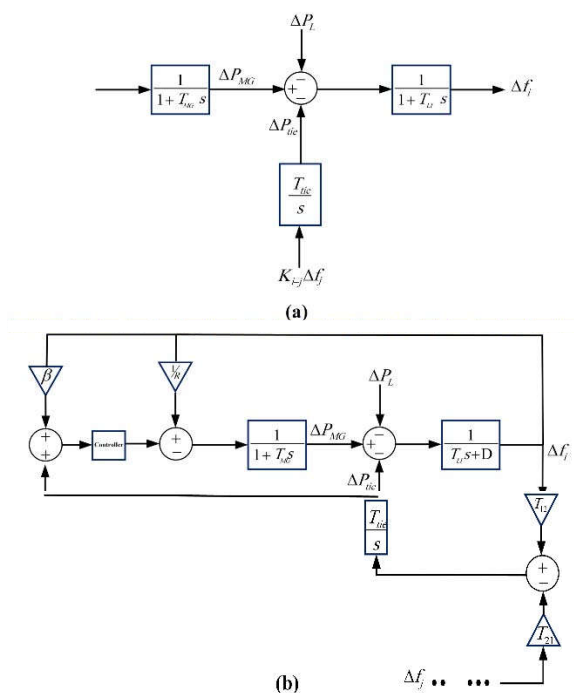 ΔP_L
1
1 + T_MG s
ΔP_MG
+ − −
1
1 + T_LI s
Δf_i
ΔP_tie
T_tie
s
K_i-j Δf_j
(a)
β
1/R
ΔP_L
+ +
Controller
+ −
1
1 + T_MG s
ΔP_MG
+ − −
1
T_LI s+D
Δf_i
ΔP_tie
T_12
T_tie
s
+ −
T_21
Δf_j •• •••
(b)